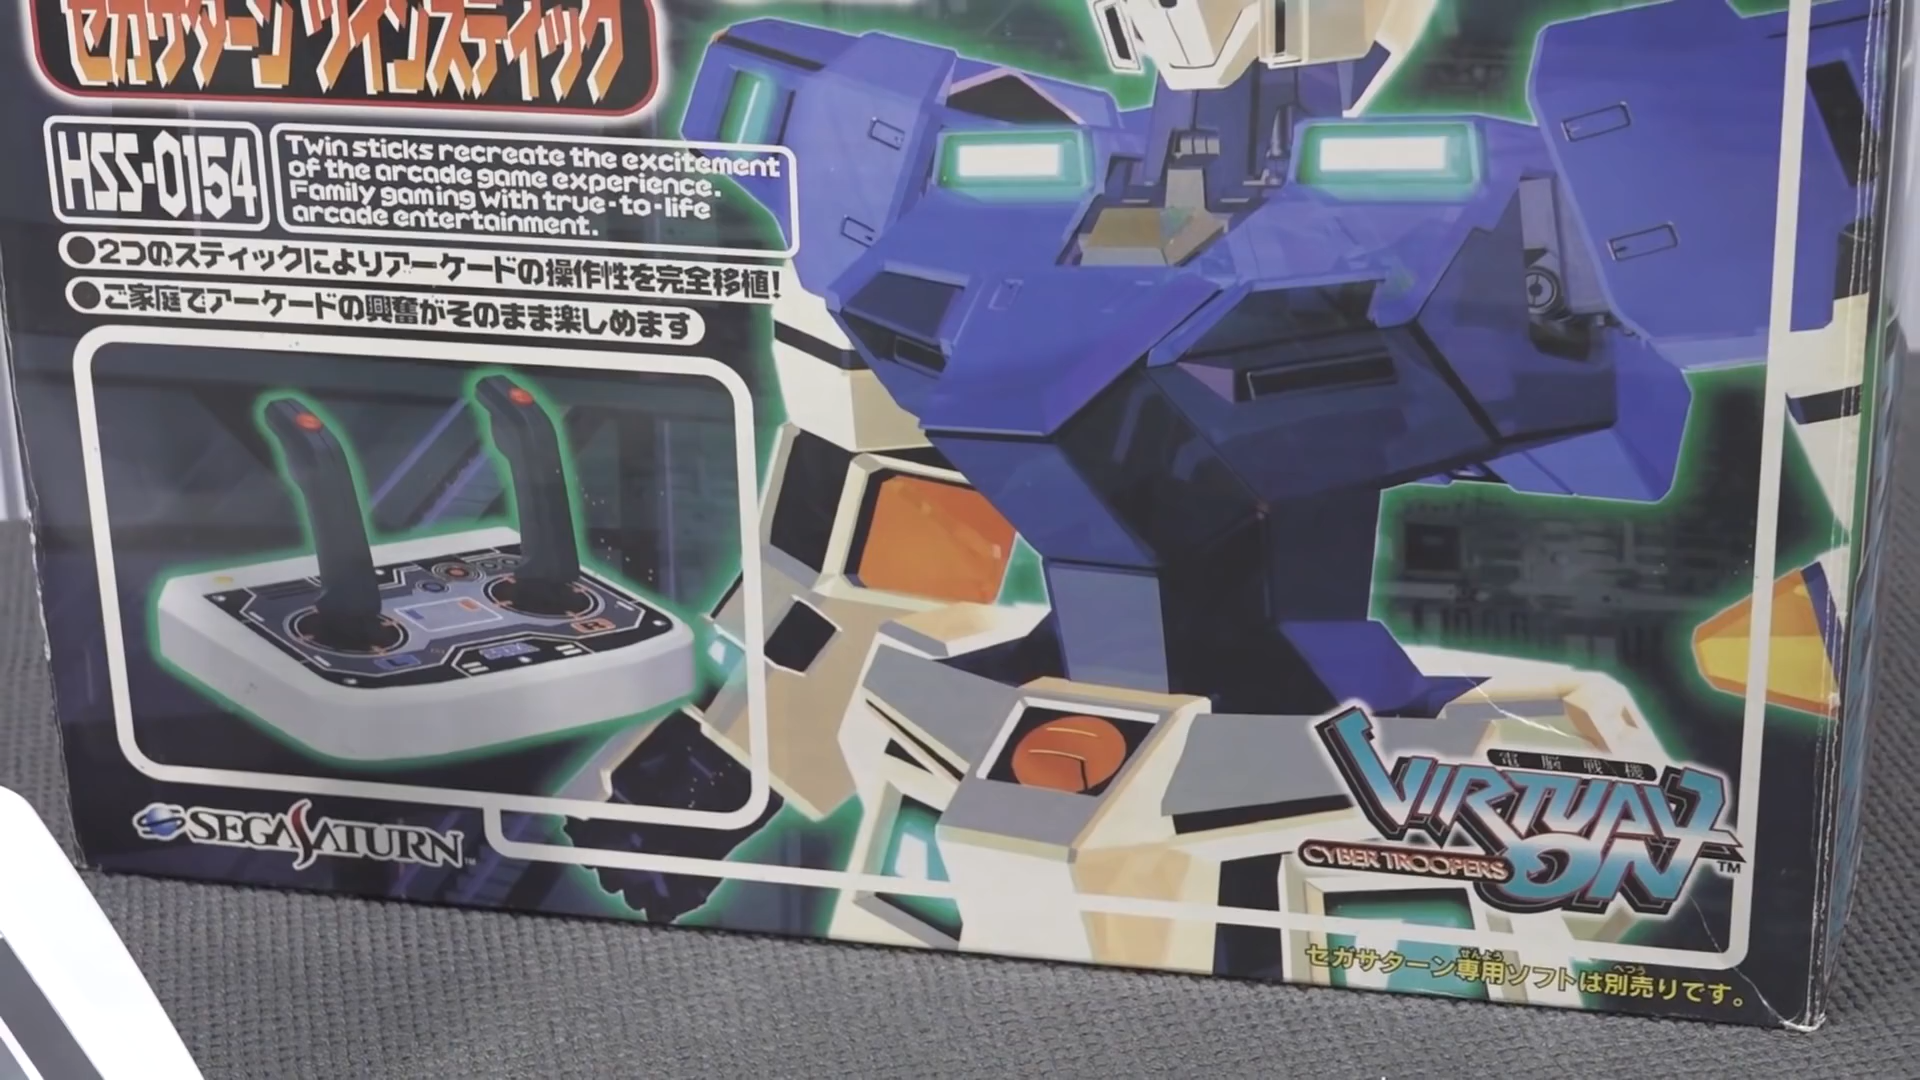 セガサターン ツインスティック
HSS-0154
Twin sticks recreate the excitement
of the arcade game experience.
Family gaming with true-to-life
arcade entertainment.
●2つのスティックによりアーケードの操作性を完全移植!
●ご家庭でアーケードの興奮がそのまま楽しめます
SEGA SATURN™
電脳戦機
VIRTUAL
CYBER TROOPERS ON™
セガサターン専用ソフトは別売りです。